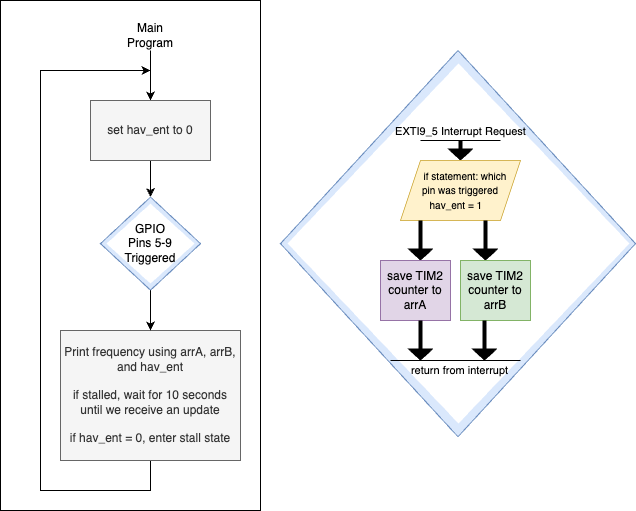 Main
Program
set hav_ent to 0
GPIO
Pins 5-9
Triggered
Print frequency using arrA, arrB,
and hav_ent
if stalled, wait for 10 seconds
until we receive an update
if hav_ent = 0, enter stall state
EXTI9_5 Interrupt Request
if statement: which
pin was triggered
hav_ent = 1
save TIM2
counter to
arrA
save TIM2
counter to
arrB
return from interrupt